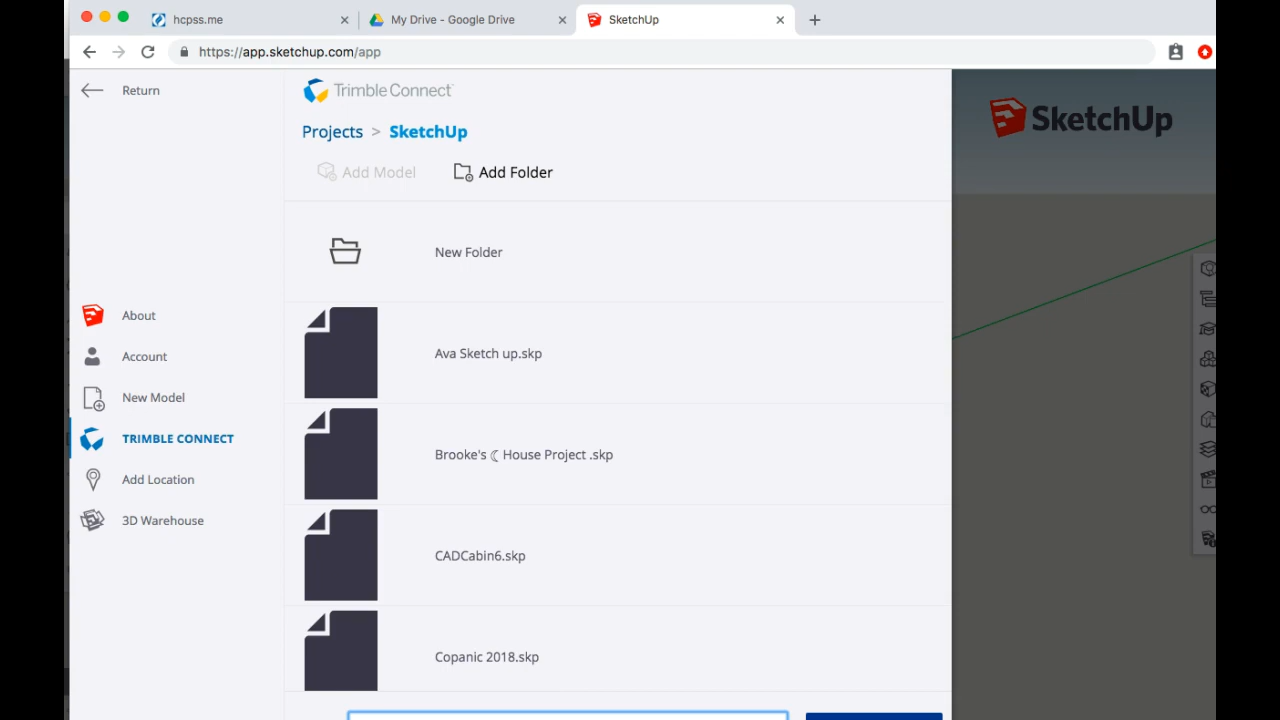 hcpss.me
My Drive - Google Drive
SketchUp
https://app.sketchup.com/app
Return
Trimble Connect
Projects > SketchUp
SketchUp
Add Model
Add Folder
New Folder
About
Ava Sketch up.skp
Account
New Model
TRIMBLE CONNECT
Brooke's ☾ House Project .skp
Add Location
3D Warehouse
CADCabin6.skp
Copanic 2018.skp